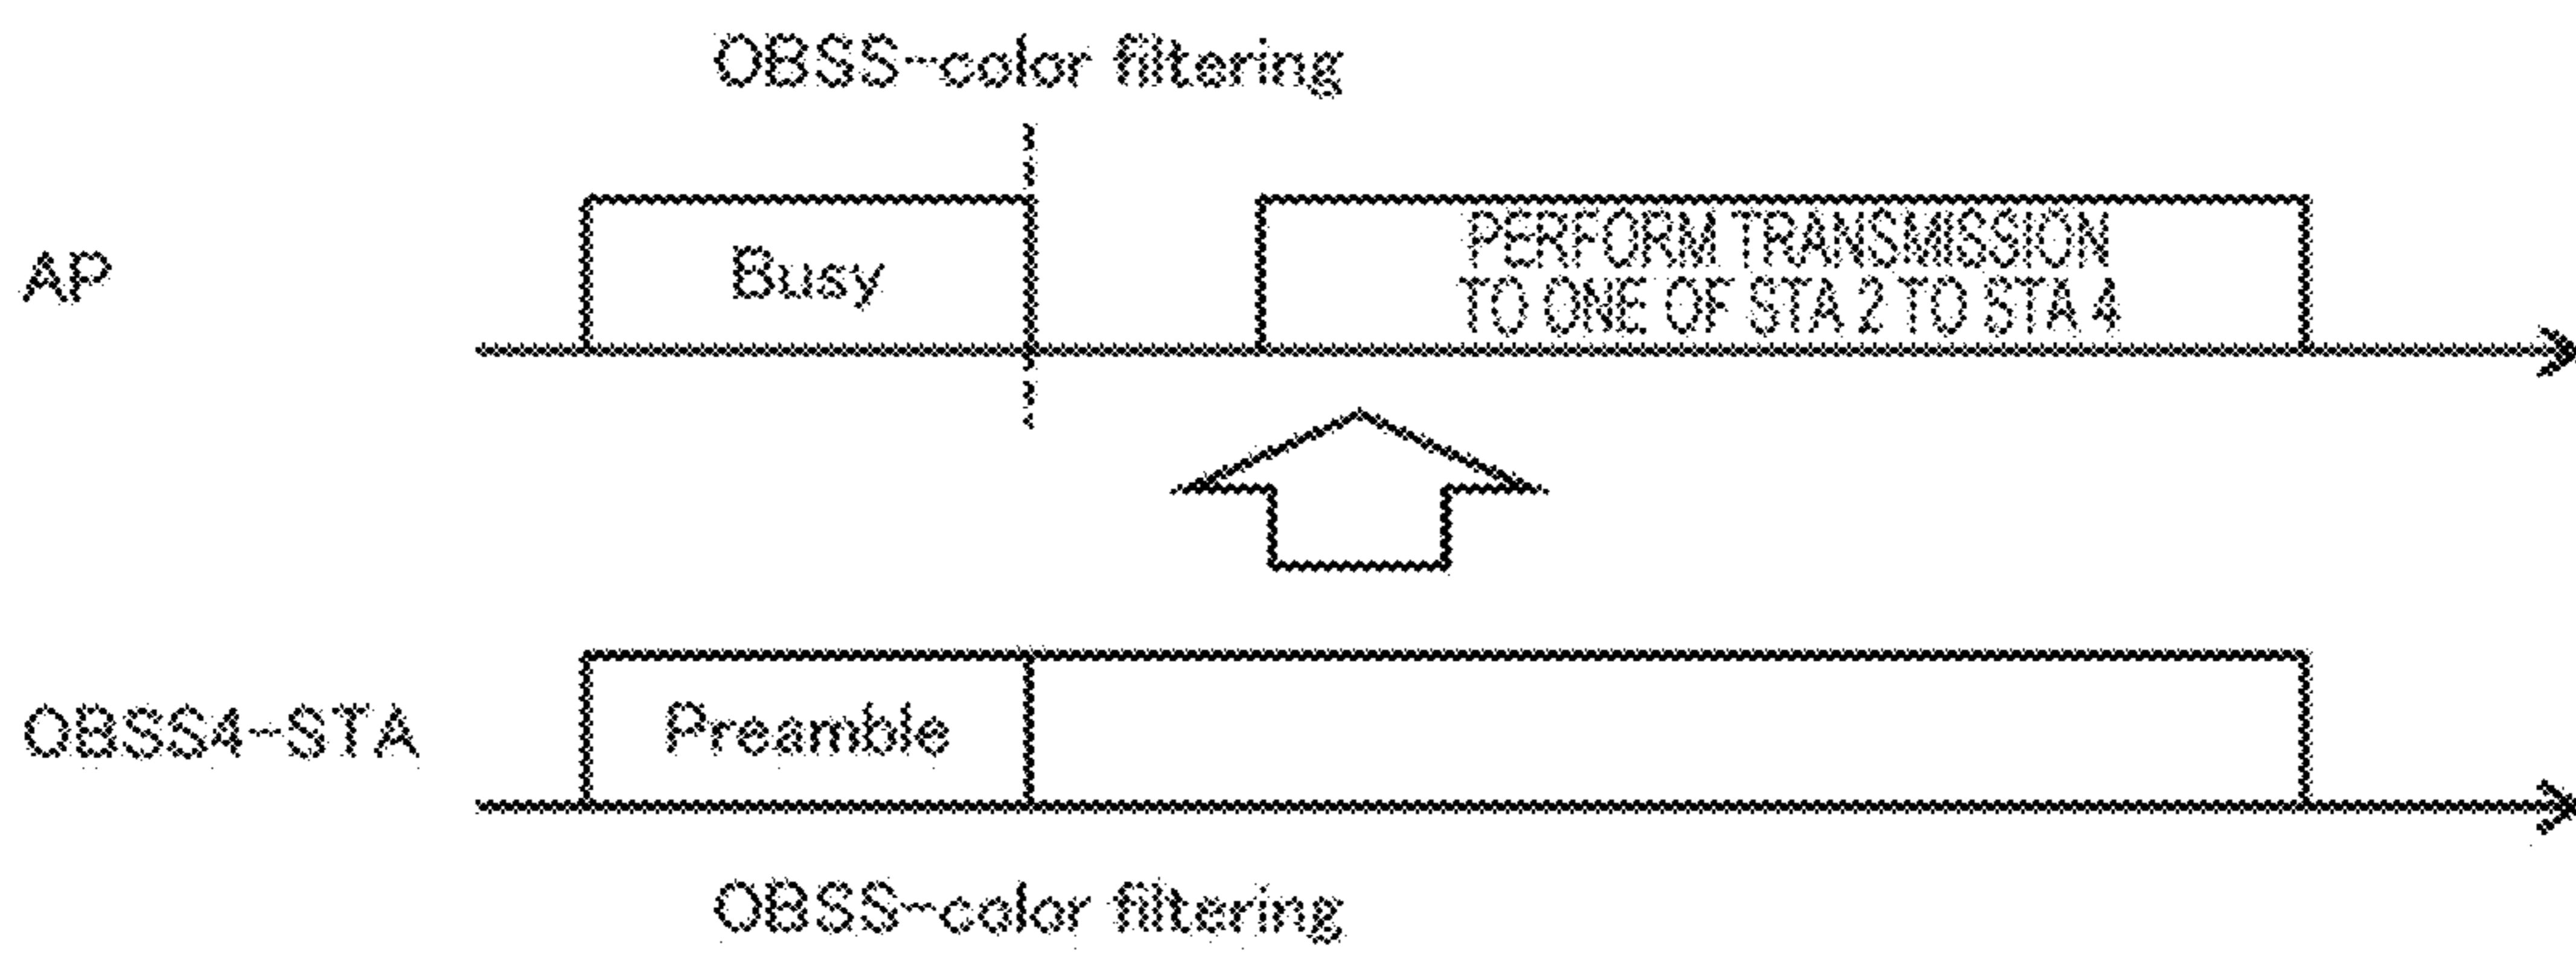 OBSS-color filtering
AP
Busy
PERFORM TRANSMISSION
TO ONE OF STA 2 TO STA 4
OBSS4-STA
Preamble
OBSS-color filtering